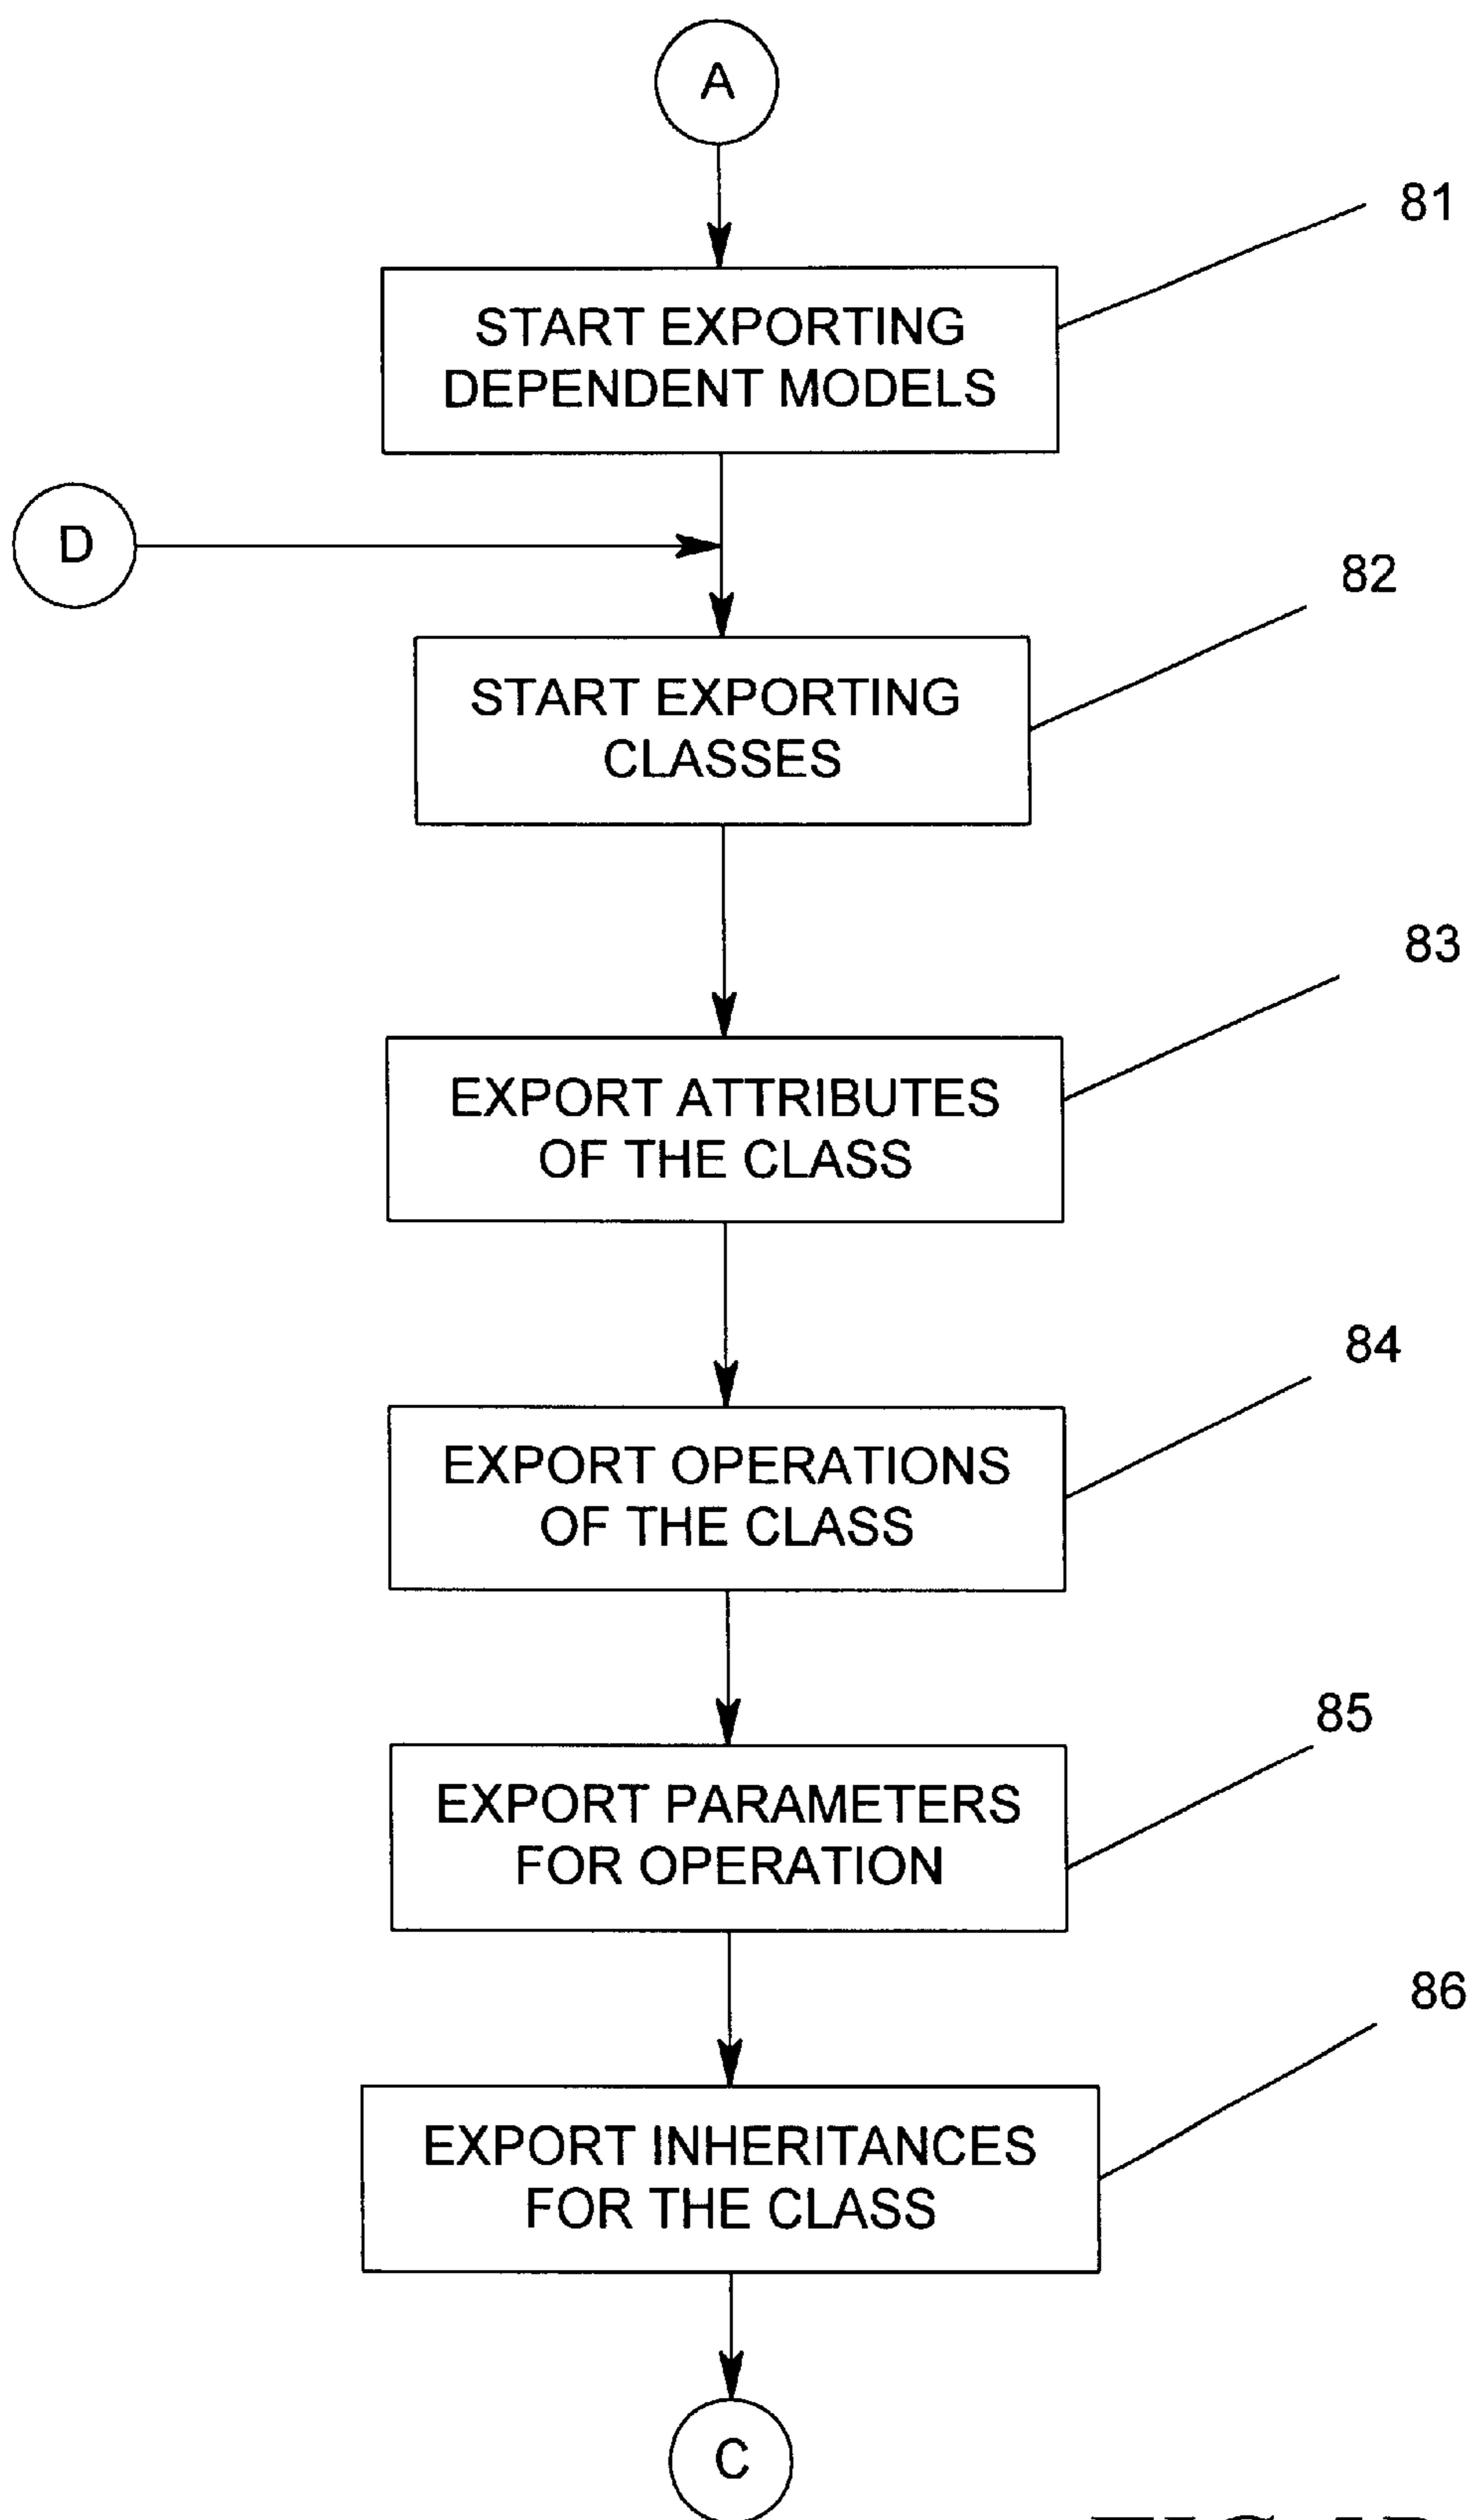 A
81
START EXPORTING
DEPENDENT MODELS
D
82
START EXPORTING
CLASSES
83
EXPORT ATTRIBUTES
OF THE CLASS
84
EXPORT OPERATIONS
OF THE CLASS
85
EXPORT PARAMETERS
FOR OPERATION
86
EXPORT INHERITANCES
FOR THE CLASS
C